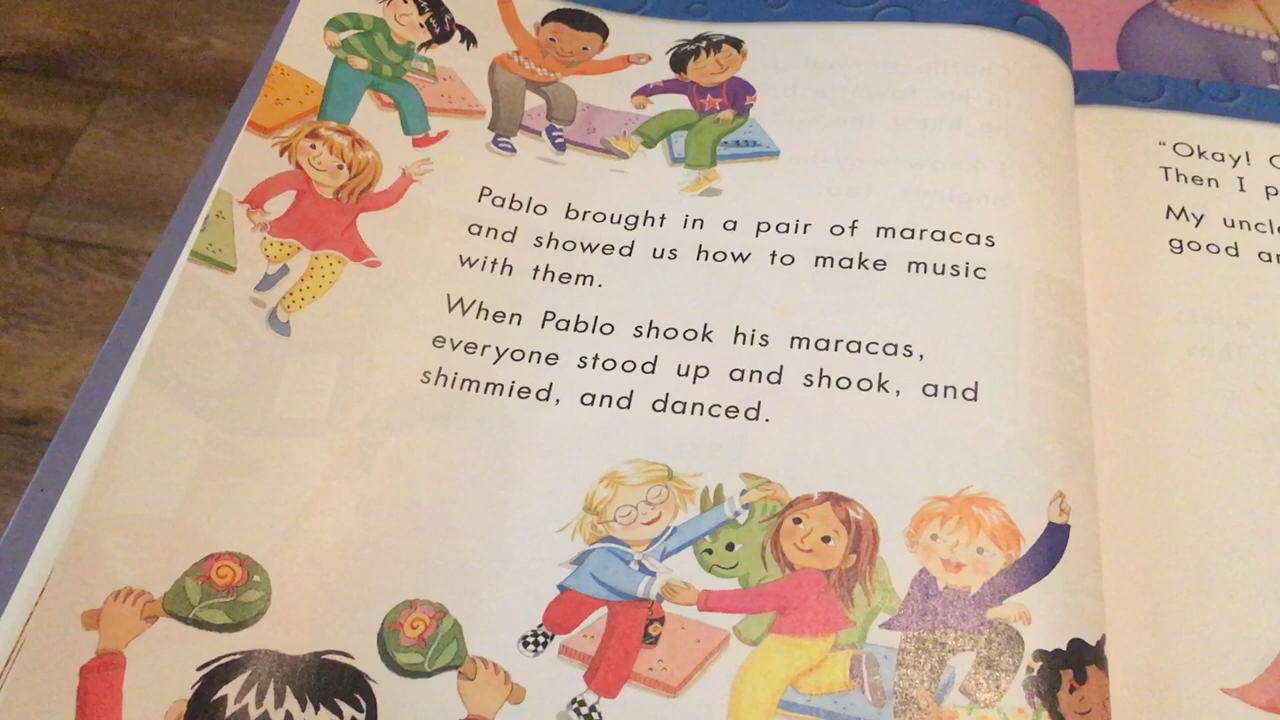 Pablo brought in a pair of maracas
and showed us how to make music
with them.
When Pablo shook his maracas,
everyone stood up and shook, and
shimmied, and danced.
"Okay!
Then I
My
good